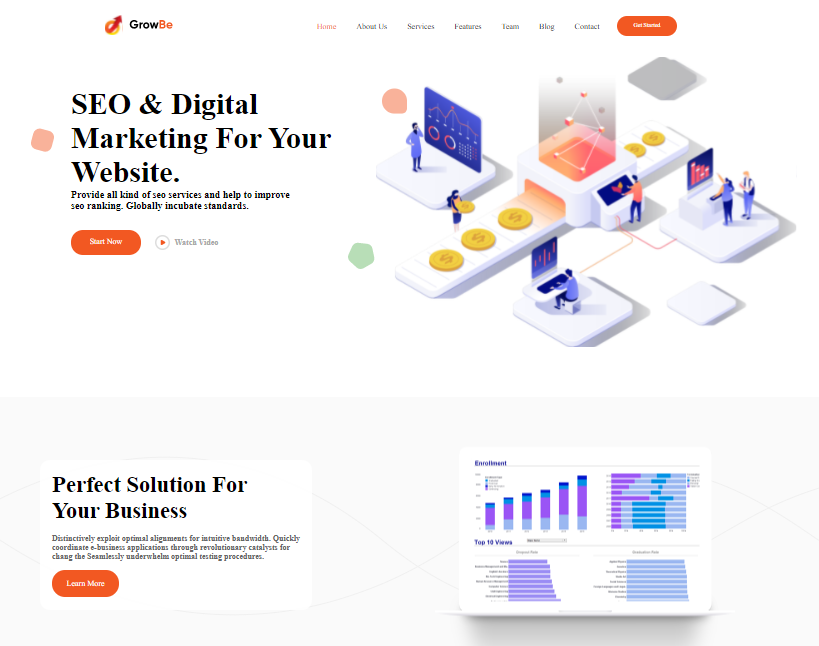 GrowBe
Home About Us Services Features Team Blog Contact Get Started
SEO & Digital
Marketing For Your
Website.
Provide all kind of seo services and help to improve
seo ranking. Globally incubate standards.
Start Now Watch Video
Perfect Solution For
Your Business
Distinctively exploit optimal alignments for intuitive bandwidth. Quickly
coordinate e-business applications through revolutionary catalysts for
chang the Seamlessly underwhelm optimal testing procedures.
Learn More
Enrollment
Top 10 Views